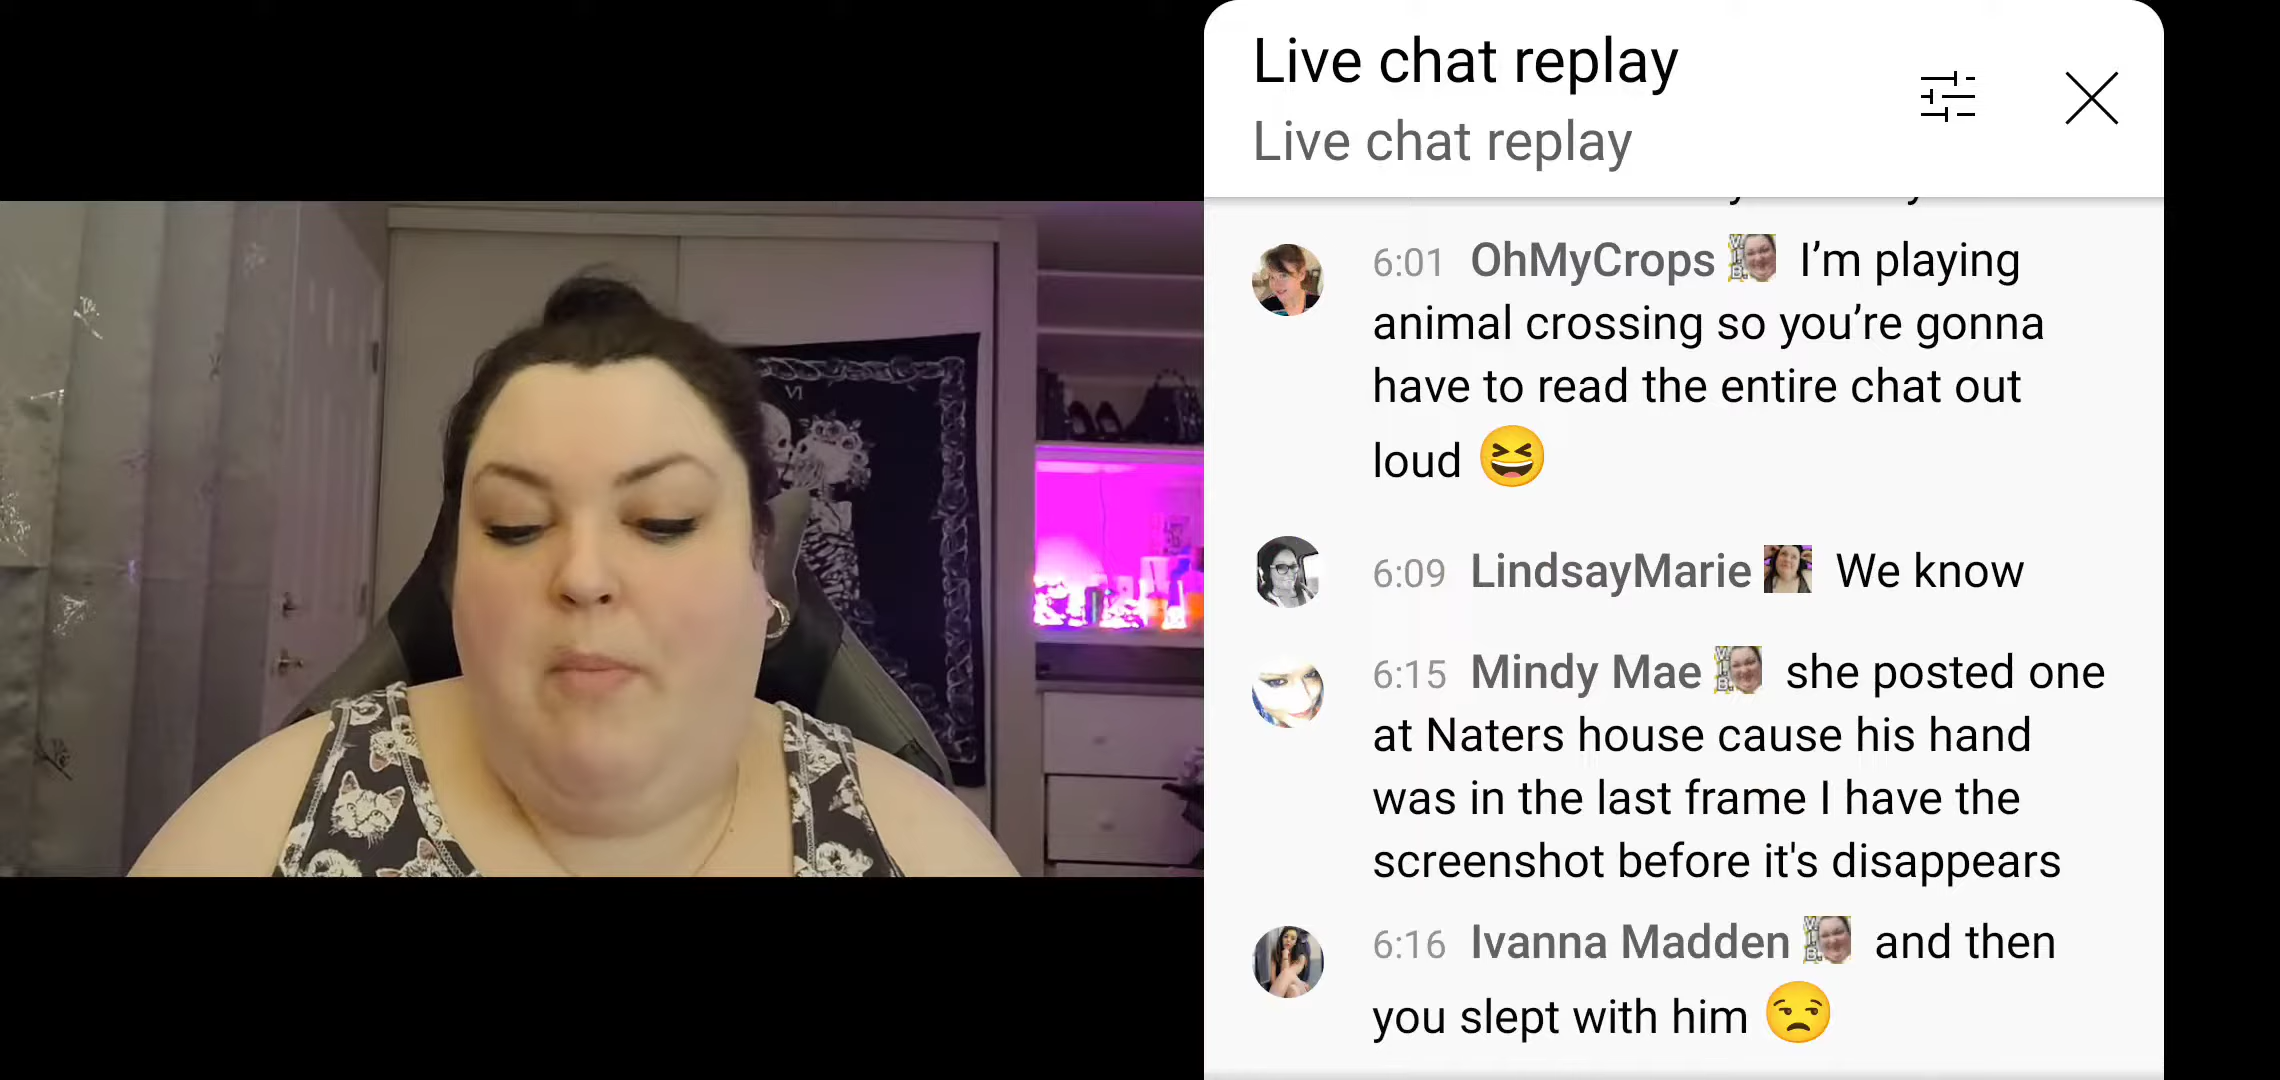 Live chat replay
Live chat replay
6:01 OhMyCrops I’m playing
animal crossing so you’re gonna
have to read the entire chat out
loud 😆
6:09 LindsayMarie We know
6:15 Mindy Mae she posted one
at Naters house cause his hand
was in the last frame I have the
screenshot before it's disappears
6:16 Ivanna Madden and then
you slept with him 😒
VI